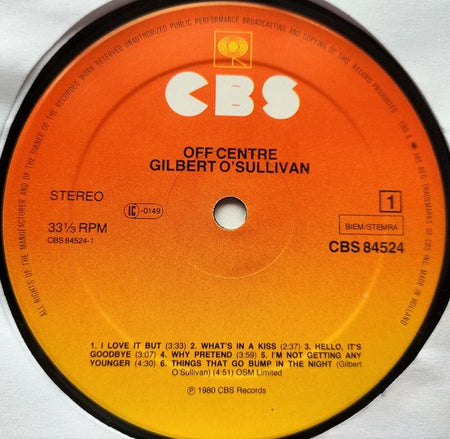 ALL RIGHTS OF THE MANUFACTURER AND OF THE OWNER OF THE RECORDED WORK RESERVED UNAUTHORIZED PUBLIC PERFORMANCE BROADCASTING AND COPYING OF THIS RECORD PROHIBITED
CBS & ART REG. TRADEMARKS OF CBS INC. MADE IN HOLLAND
CBS
OFF CENTRE
GILBERT O'SULLIVAN
STEREO
IC -0149
1
33⅓ RPM
CBS 84524-1
BIEM/STEMRA
CBS 84524
1. I LOVE IT BUT (3:33) 2. WHAT'S IN A KISS (2:37) 3. HELLO, IT'S
GOODBYE (3:07) 4. WHY PRETEND (3:59) 5. I'M NOT GETTING ANY
YOUNGER (4:30) 6. THINGS THAT GO BUMP IN THE NIGHT (Gilbert
O'Sullivan) (4:51) OSM Limited
℗ 1980 CBS Records